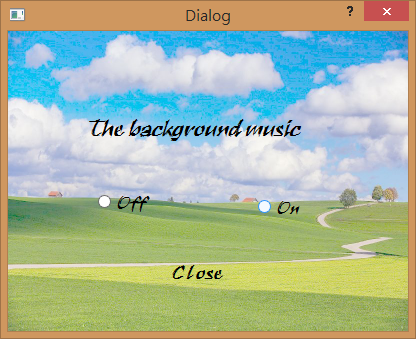 Dialog
?
The background music
Off
On
Close